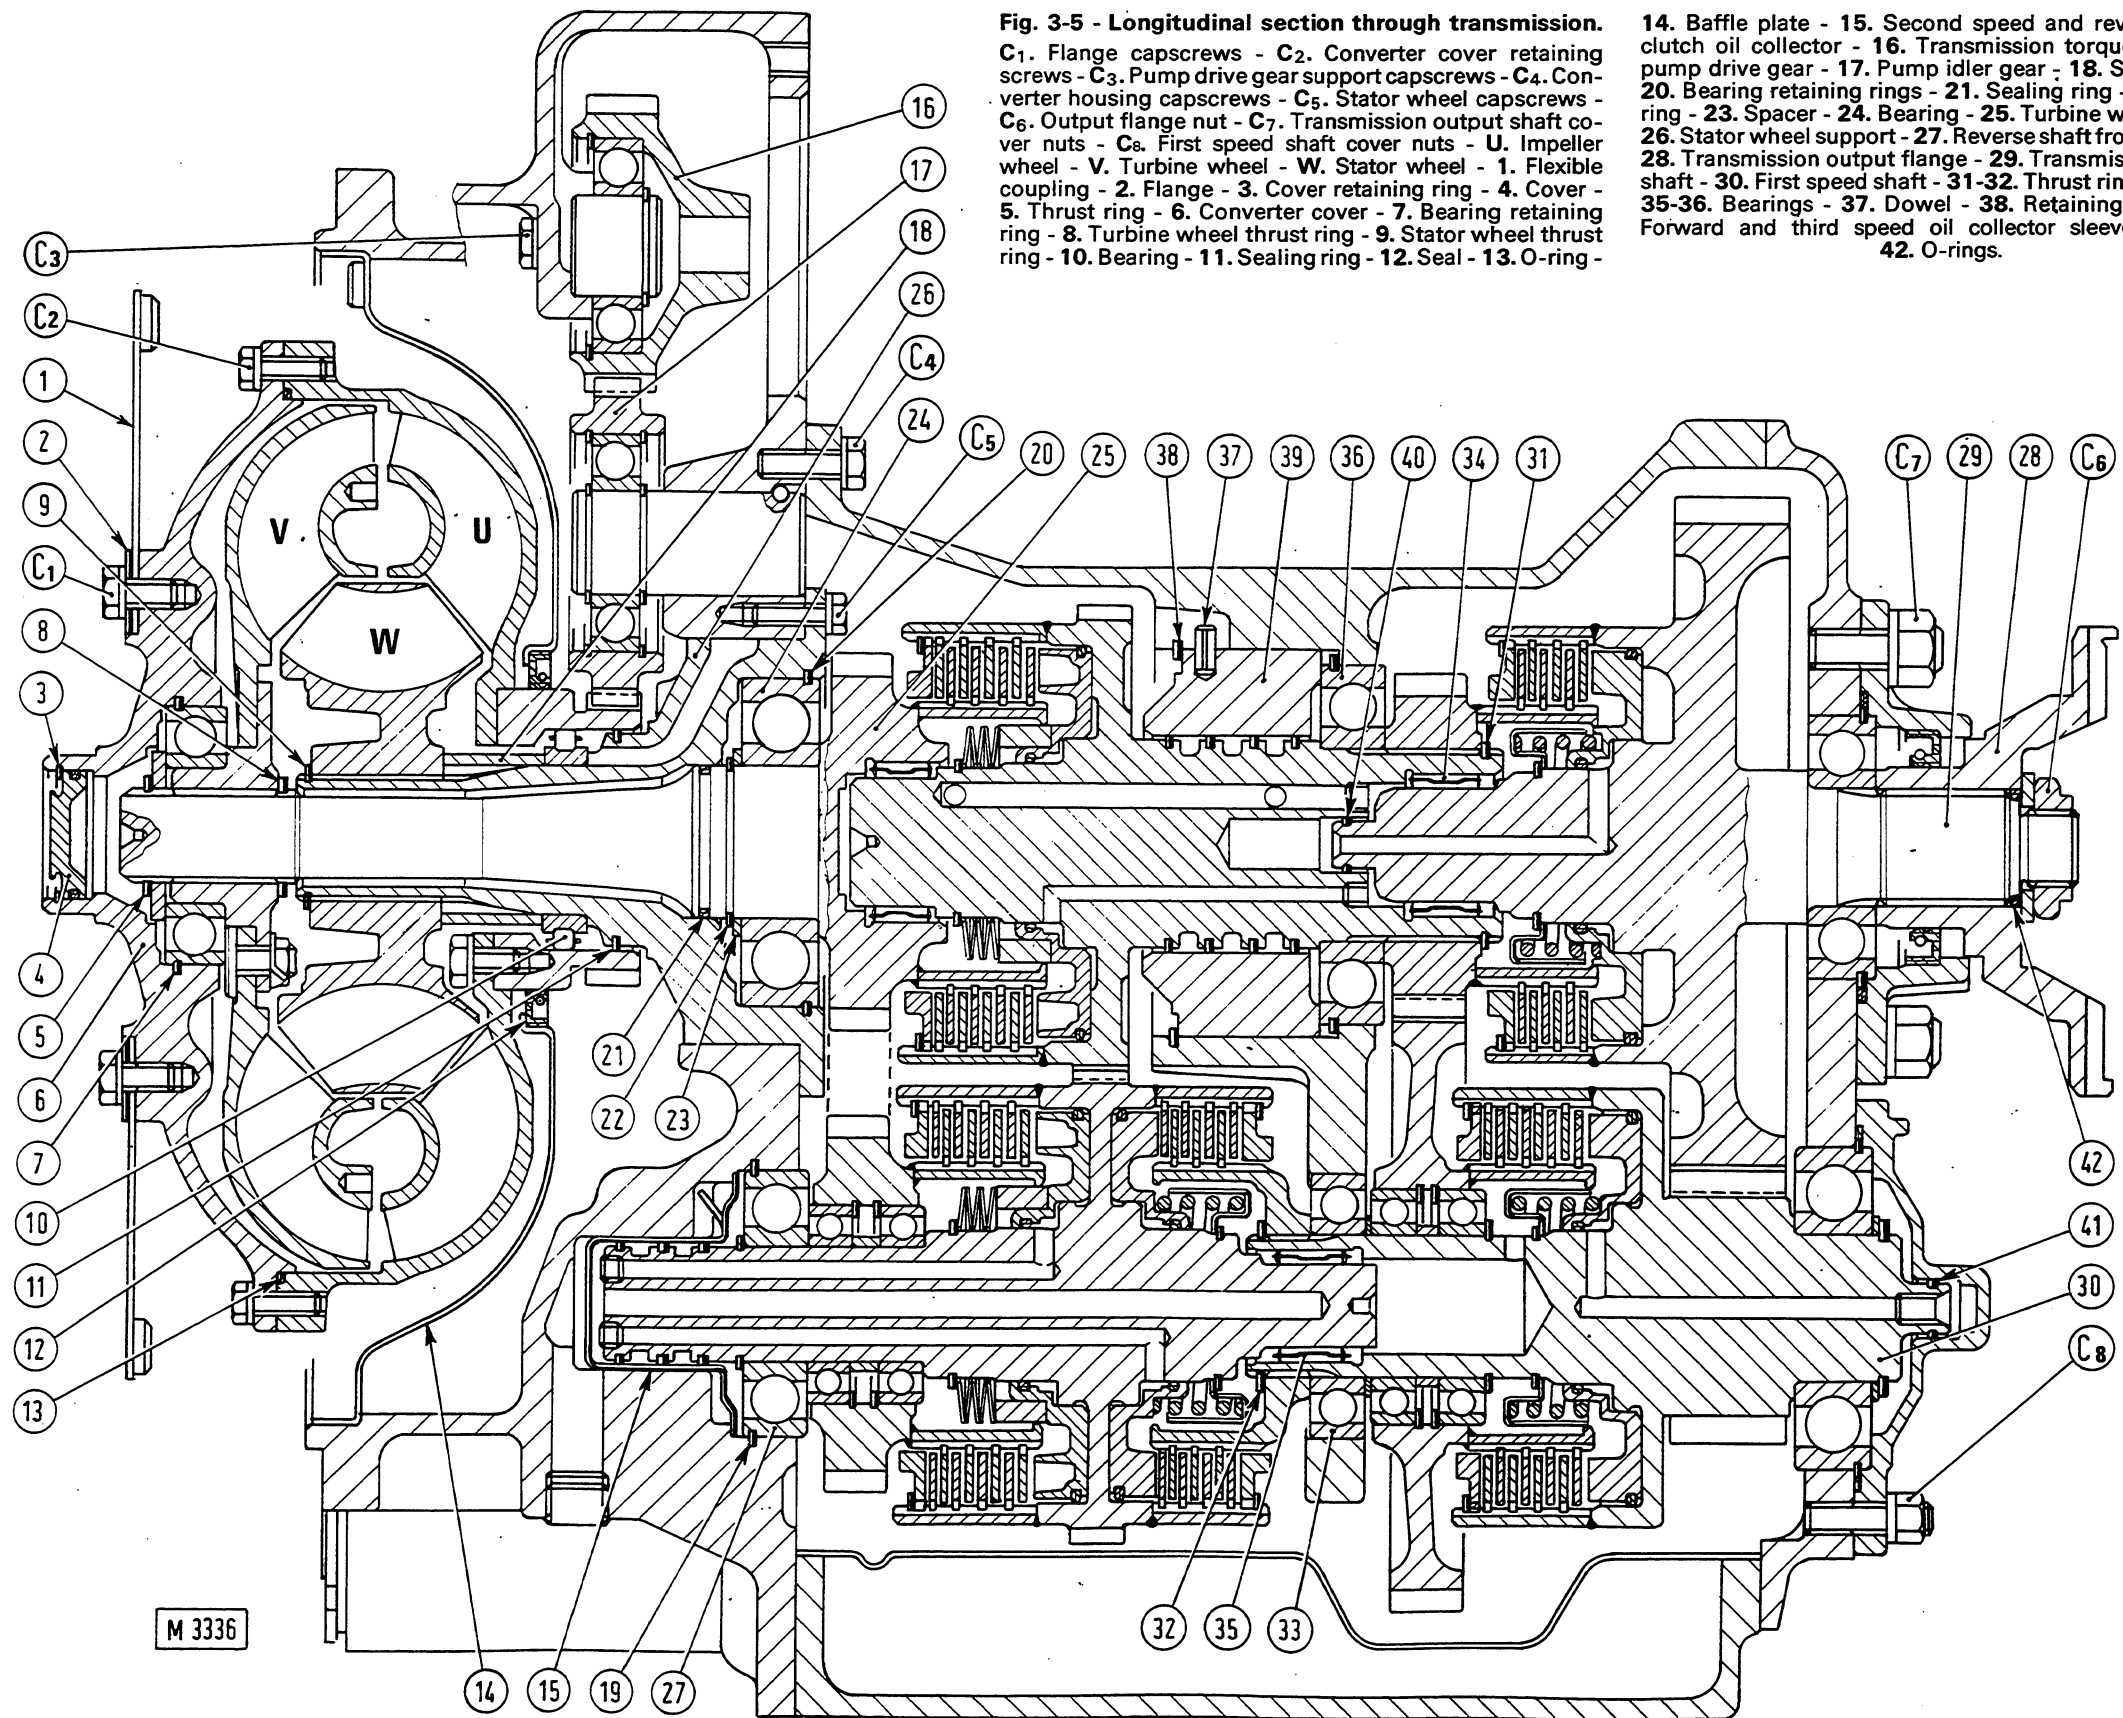 Fig. 3-5 - Longitudinal section through transmission.
C1. Flange capscrews - C2. Converter cover retaining
screws - C3. Pump drive gear support capscrews - C4. Con-
verter housing capscrews - C5. Stator wheel capscrews -
C6. Output flange nut - C7. Transmission output shaft co-
ver nuts - C8. First speed shaft cover nuts - U. Impeller
wheel - V. Turbine wheel - W. Stator wheel - 1. Flexible
coupling - 2. Flange - 3. Cover retaining ring - 4. Cover -
5. Thrust ring - 6. Converter cover - 7. Bearing retaining
ring - 8. Turbine wheel thrust ring - 9. Stator wheel thrust
ring - 10. Bearing - 11. Sealing ring - 12. Seal - 13. O-ring -
14. Baffle plate - 15. Second speed and
clutch oil collector - 16. Transmission
pump drive gear - 17. Pump idler gear - 18.
20. Bearing retaining rings - 21. Sealing ring -
ring - 23. Spacer - 24. Bearing - 25. Turbine
26. Stator wheel support - 27. Reverse shaft
28. Transmission output flange - 29.
shaft - 30. First speed shaft - 31-32. Thrust
35-36. Bearings - 37. Dowel - 38. Retaining
Forward and third speed oil collector
42. O-rings.
16
17
18
26
C4
24
C5
20
25
38
37
39
36
40
34
31
C7
29
28
C6
C3
C2
1
2
9
C1
8
3
V.
U
W
4
5
6
7
10
11
12
13
21
22
23
42
41
30
C8
32
35
33
14
15
19
27
M 3336